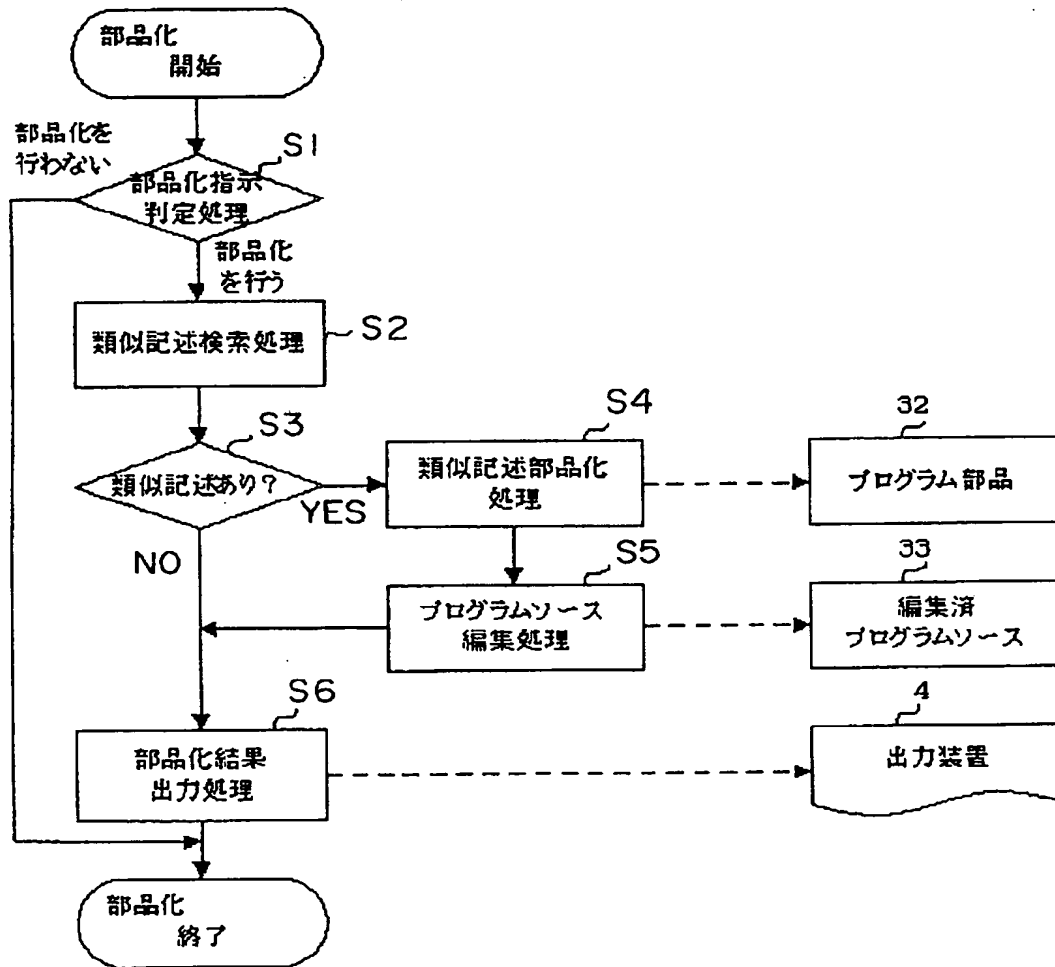 部品化
開始
部品化を
行わない
S1
部品化指示
判定処理
部品化
を行う
S2
類似記述検索処理
S3
類似記述あり?
YES
NO
S4
類似記述部品化
処理
32
プログラム部品
S5
プログラムソース
編集処理
33
編集済
プログラムソース
S6
部品化結果
出力処理
4
出力装置
部品化
終了